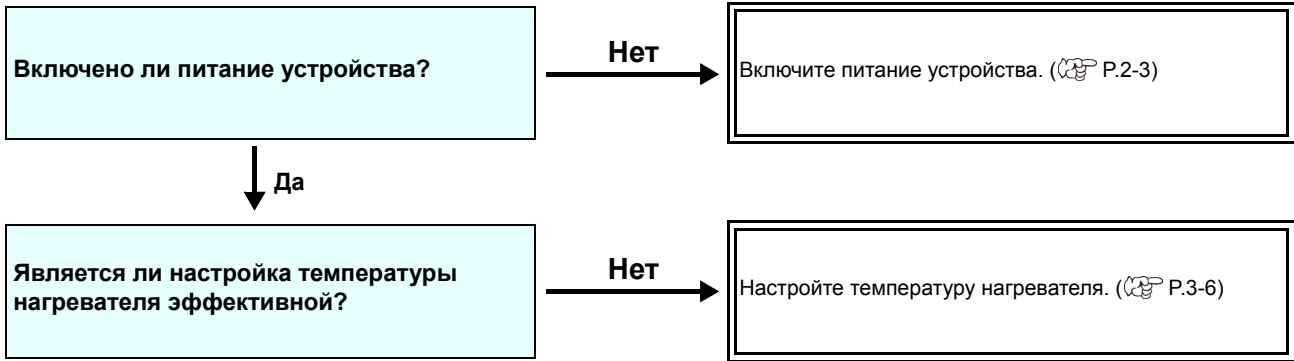 Включено ли питание устройства?
Нет
Включите питание устройства. ( P.2-3)
Да
Является ли настройка температуры
нагревателя эффективной?
Нет
Настройте температуру нагревателя. ( P.3-6)